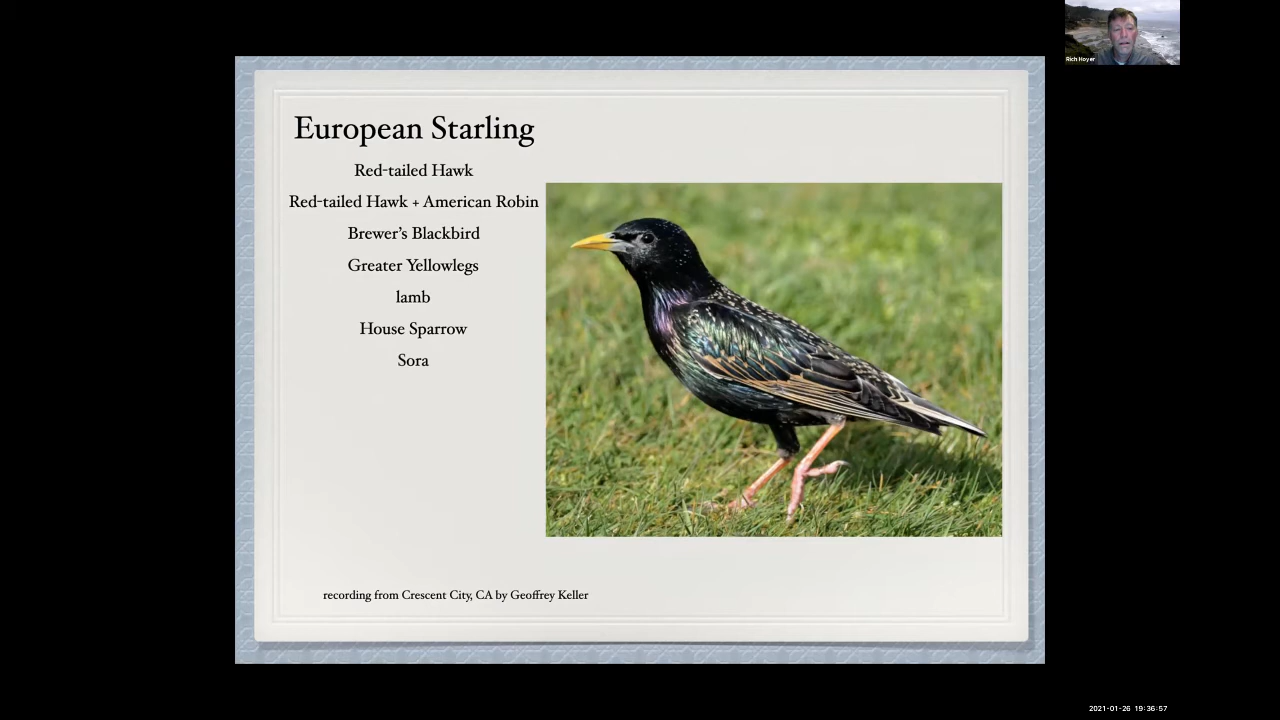 Rich Hoyer
European Starling
Red-tailed Hawk
Red-tailed Hawk + American Robin
Brewer’s Blackbird
Greater Yellowlegs
lamb
House Sparrow
Sora
recording from Crescent City, CA by Geoffrey Keller
2021-01-26 19:36:57